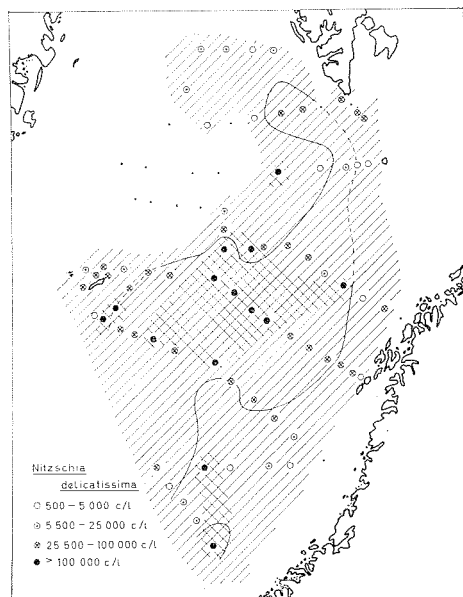 Nitzschia
delicatissima
○ 500 – 5 000 c/l
⊙ 5 500 – 25 000 c/l
⊗ 25 500 – 100 000 c/l
● > 100 000 c/l